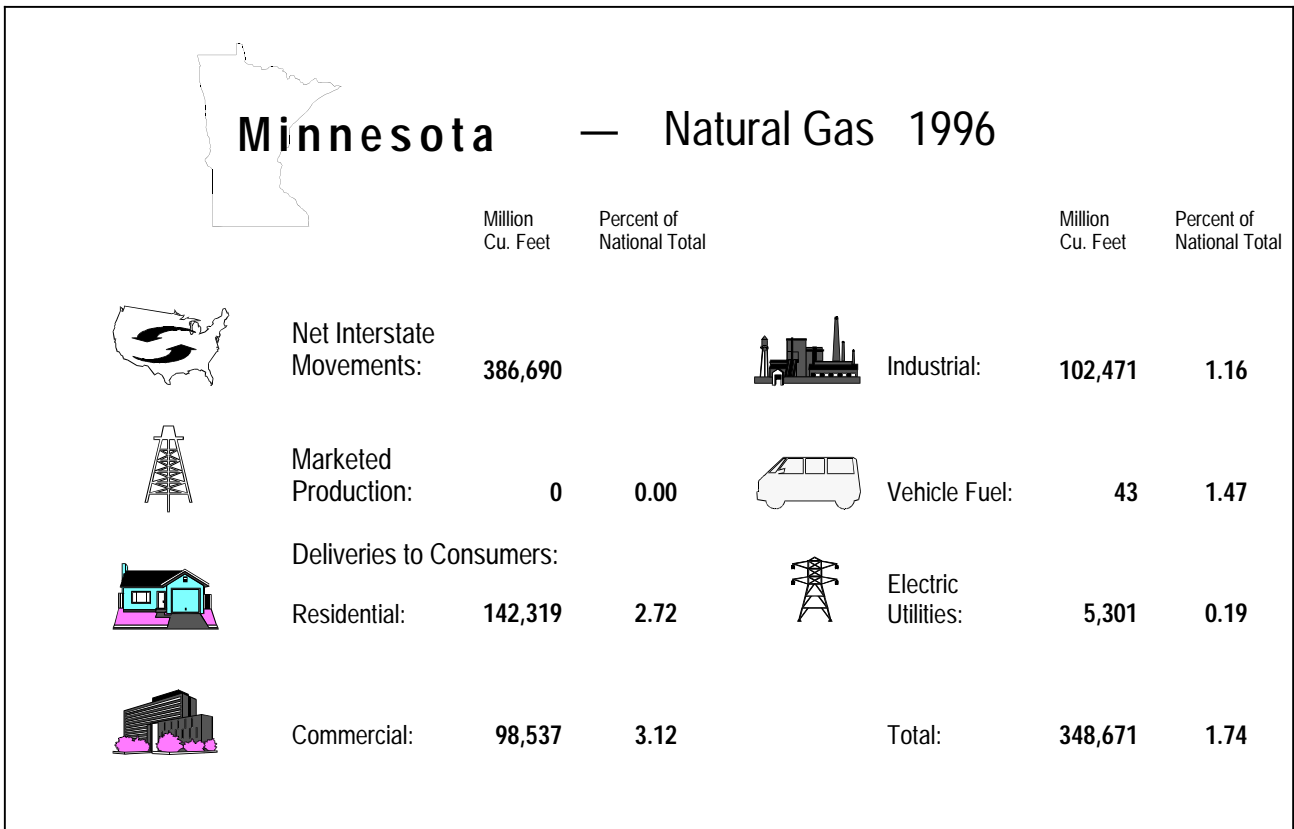 Minnesota — Natural Gas 1996
Million Percent of Million Percent of
Cu. Feet National Total Cu. Feet National Total
Net Interstate
Movements: 386,690
Industrial: 102,471 1.16
Marketed
Production: 0 0.00
Vehicle Fuel: 43 1.47
Deliveries to Consumers:
Residential: 142,319 2.72
Electric
Utilities: 5,301 0.19
Commercial: 98,537 3.12
Total: 348,671 1.74